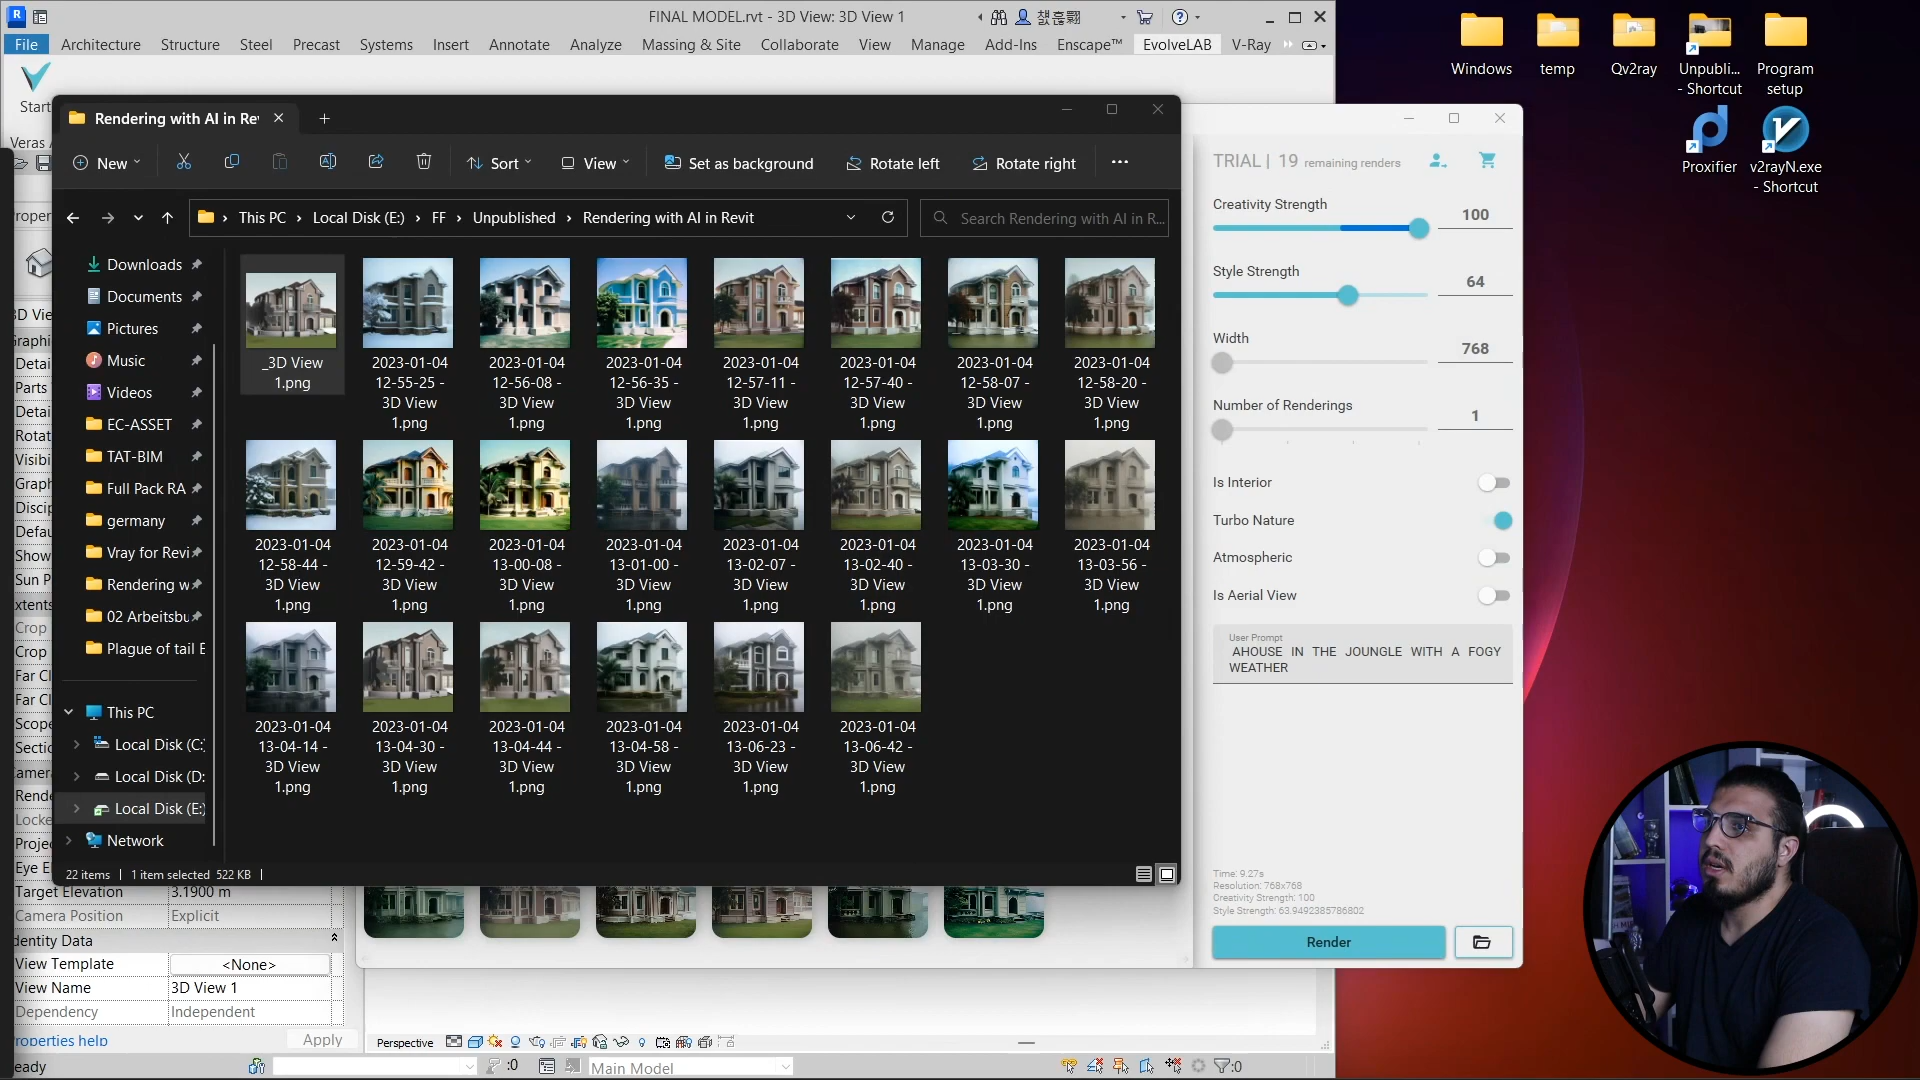 FINAL MODEL.rvt - 3D View: 3D View 1
File Architecture Structure Steel Precast Systems Insert Annotate Analyze Massing & Site Collaborate View Manage Add-Ins Enscape™ EvolveLAB V-Ray
Start
Veras
Windows
temp
Qv2ray
Unpubli...
- Shortcut
Program
setup
Proxifier
v2rayN.exe
- Shortcut
Rendering with AI in Re
New Sort View Set as background Rotate left Rotate right
This PC › Local Disk (E:) › FF › Unpublished › Rendering with AI in Revit
Search Rendering with AI in R...
Downloads
Documents
Pictures
Music
Videos
EC-ASSET
TAT-BIM
Full Pack RA
germany
Vray for Revi
Rendering w
02 Arbeitsbu
Plague of tail E
This PC
Local Disk (C:
Local Disk (D:
Local Disk (E:)
Network
_3D View
1.png
2023-01-04
12-55-25 -
3D View
1.png
2023-01-04
12-56-08 -
3D View
1.png
2023-01-04
12-56-35 -
3D View
1.png
2023-01-04
12-57-11 -
3D View
1.png
2023-01-04
12-57-40 -
3D View
1.png
2023-01-04
12-58-07 -
3D View
1.png
2023-01-04
12-58-20 -
3D View
1.png
2023-01-04
12-58-44 -
3D View
1.png
2023-01-04
12-59-42 -
3D View
1.png
2023-01-04
13-00-08 -
3D View
1.png
2023-01-04
13-01-00 -
3D View
1.png
2023-01-04
13-02-07 -
3D View
1.png
2023-01-04
13-02-40 -
3D View
1.png
2023-01-04
13-03-30 -
3D View
1.png
2023-01-04
13-03-56 -
3D View
1.png
2023-01-04
13-04-14 -
3D View
1.png
2023-01-04
13-04-30 -
3D View
1.png
2023-01-04
13-04-44 -
3D View
1.png
2023-01-04
13-04-58 -
3D View
1.png
2023-01-04
13-06-23 -
3D View
1.png
2023-01-04
13-06-42 -
3D View
1.png
22 items | 1 item selected 522 KB |
TRIAL | 19 remaining renders
Creativity Strength
100
Style Strength
64
Width
768
Number of Renderings
1
Is Interior
Turbo Nature
Atmospheric
Is Aerial View
User Prompt
AHOUSE IN THE JOUNGLE WITH A FOGY
WEATHER
Time: 9.27s
Resolution: 768x768
Creativity Strength: 100
Style Strength: 63.9492385786802
Render
Target Elevation 3.1900 m
Camera Position Explicit
dentity Data
View Template <None>
View Name 3D View 1
Dependency Independent
roperties help Apply
Perspective
eady
:0
Main Model
:0